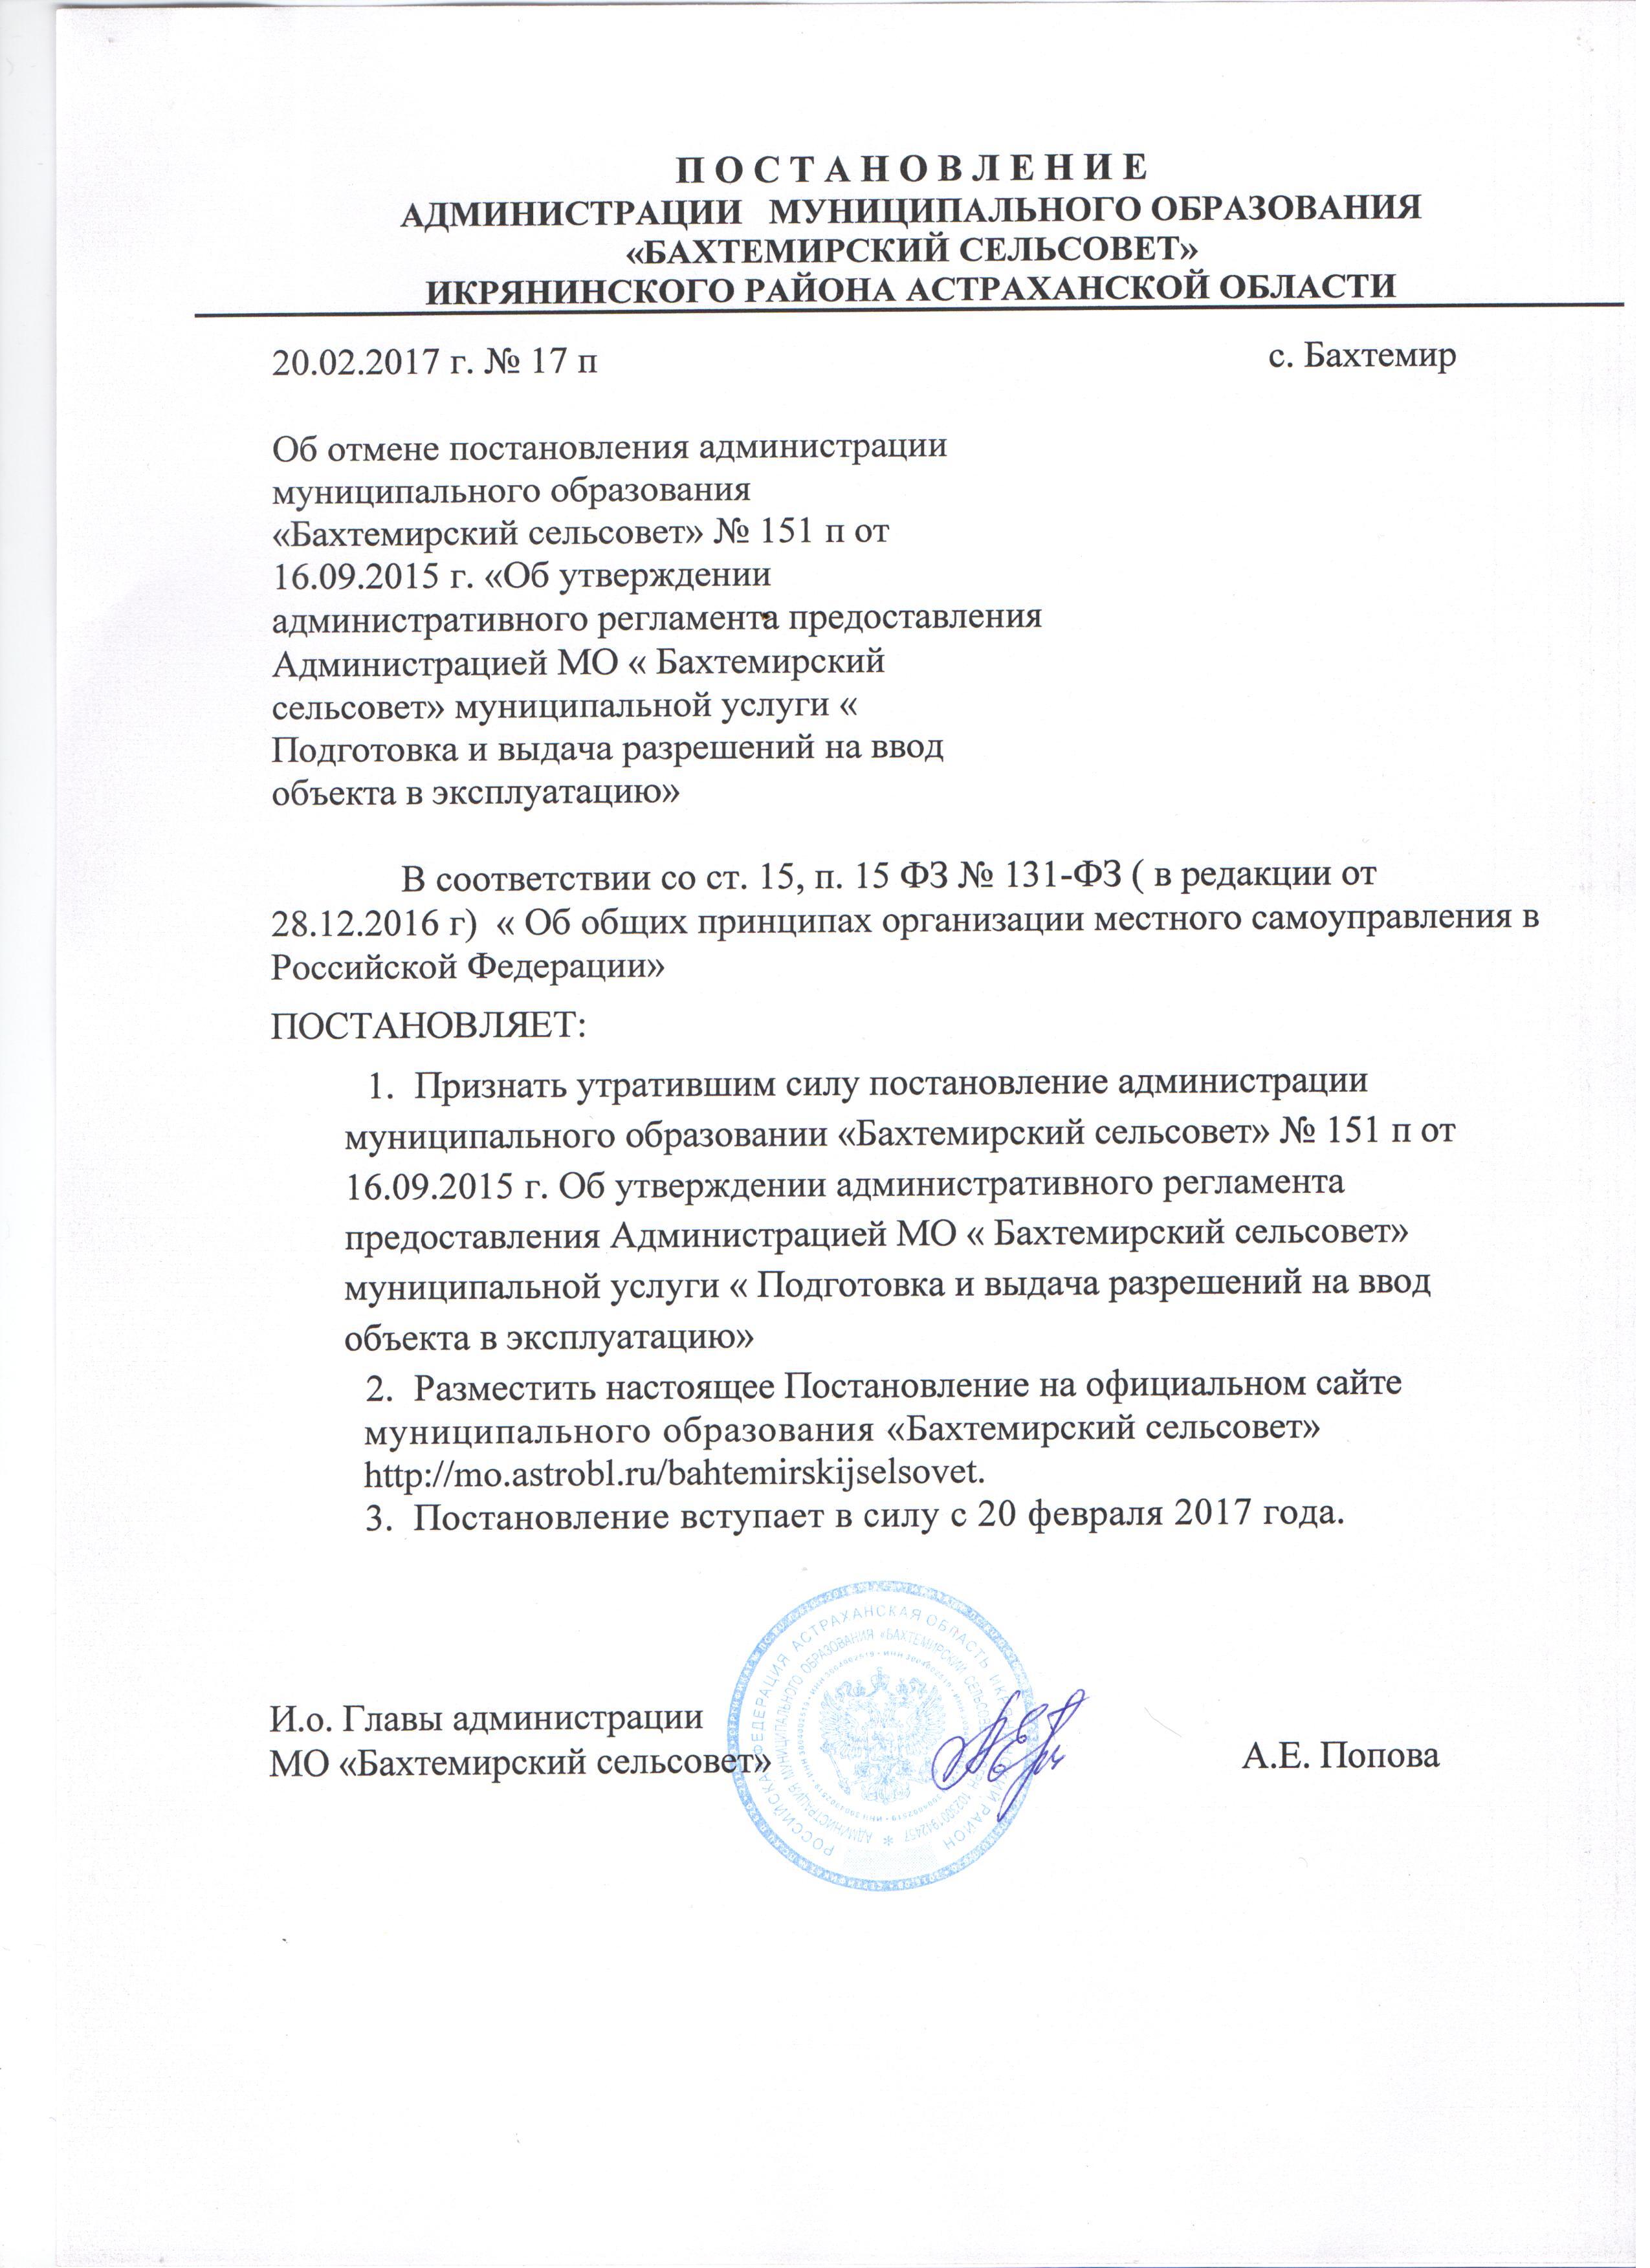 П О С Т А Н О В Л Е Н И Е
АДМИНИСТРАЦИИ МУНИЦИПАЛЬНОГО ОБРАЗОВАНИЯ
«БАХТЕМИРСКИЙ СЕЛЬСОВЕТ»
ИКРЯНИНСКОГО РАЙОНА АСТРАХАНСКОЙ ОБЛАСТИ
20.02.2017 г. № 17 п с. Бахтемир
Об отмене постановления администрации
муниципального образования
«Бахтемирский сельсовет» № 151 п от
16.09.2015 г. «Об утверждении
административного регламента предоставления
Администрацией МО « Бахтемирский
сельсовет» муниципальной услуги «
Подготовка и выдача разрешений на ввод
объекта в эксплуатацию»
В соответствии со ст. 15, п. 15 ФЗ № 131-ФЗ ( в редакции от
28.12.2016 г) « Об общих принципах организации местного самоуправления в
Российской Федерации»
ПОСТАНОВЛЯЕТ:
1. Признать утратившим силу постановление администрации
муниципального образовании «Бахтемирский сельсовет» № 151 п от
16.09.2015 г. Об утверждении административного регламента
предоставления Администрацией МО « Бахтемирский сельсовет»
муниципальной услуги « Подготовка и выдача разрешений на ввод
объекта в эксплуатацию»
2. Разместить настоящее Постановление на официальном сайте
муниципального образования «Бахтемирский сельсовет»
http://mo.astrobl.ru/bahtemirskijselsovet.
3. Постановление вступает в силу с 20 февраля 2017 года.
И.о. Главы администрации
МО «Бахтемирский сельсовет» А.Е. Попова
РОССИЙСКАЯ ФЕДЕРАЦИЯ АСТРАХАНСКАЯ ОБЛАСТЬ РАЙОН
АДМИНИСТРАЦИЯ МУНИЦИПАЛЬНОГО ОБРАЗОВАНИЯ «БАХТЕМИРСКИЙ